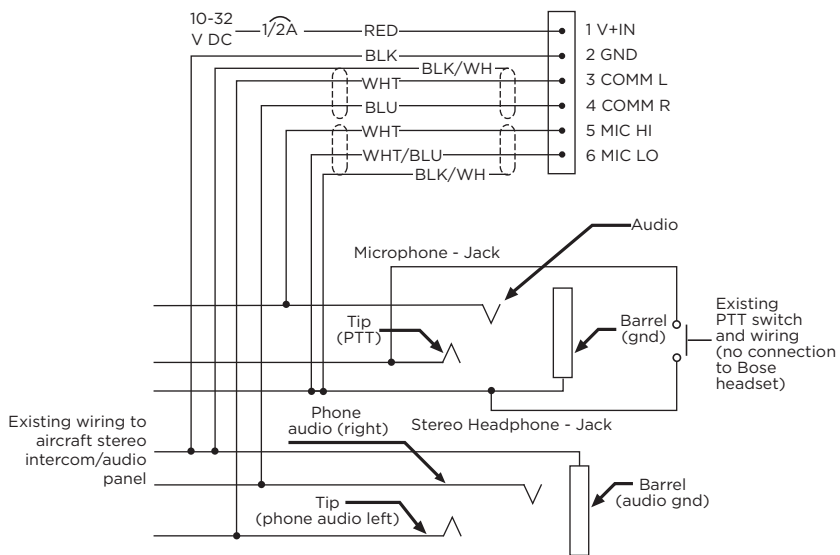 10-32
V DC
1/2A
RED
1 V+IN
BLK
2 GND
BLK/WH
WHT
3 COMM L
BLU
4 COMM R
WHT
5 MIC HI
WHT/BLU
6 MIC LO
BLK/WH
Audio
Microphone - Jack
Tip
(PTT)
Barrel
(gnd)
Existing
PTT switch
and wiring
(no connection
to Bose
headset)
Existing wiring to
aircraft stereo
intercom/audio
panel
Phone
audio (right)
Stereo Headphone - Jack
Tip
(phone audio left)
Barrel
(audio gnd)